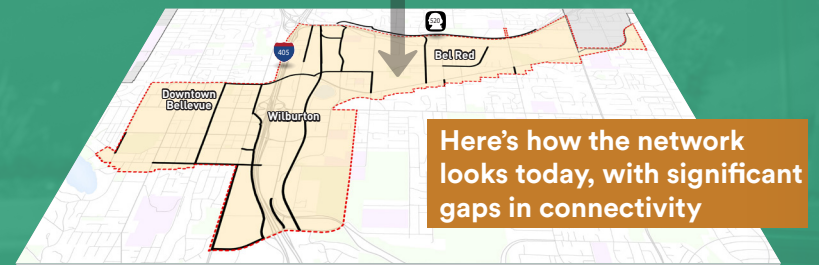 520
405
Bel Red
Downtown
Bellevue
Wilburton
Here's how the network
looks today, with significant
gaps in connectivity